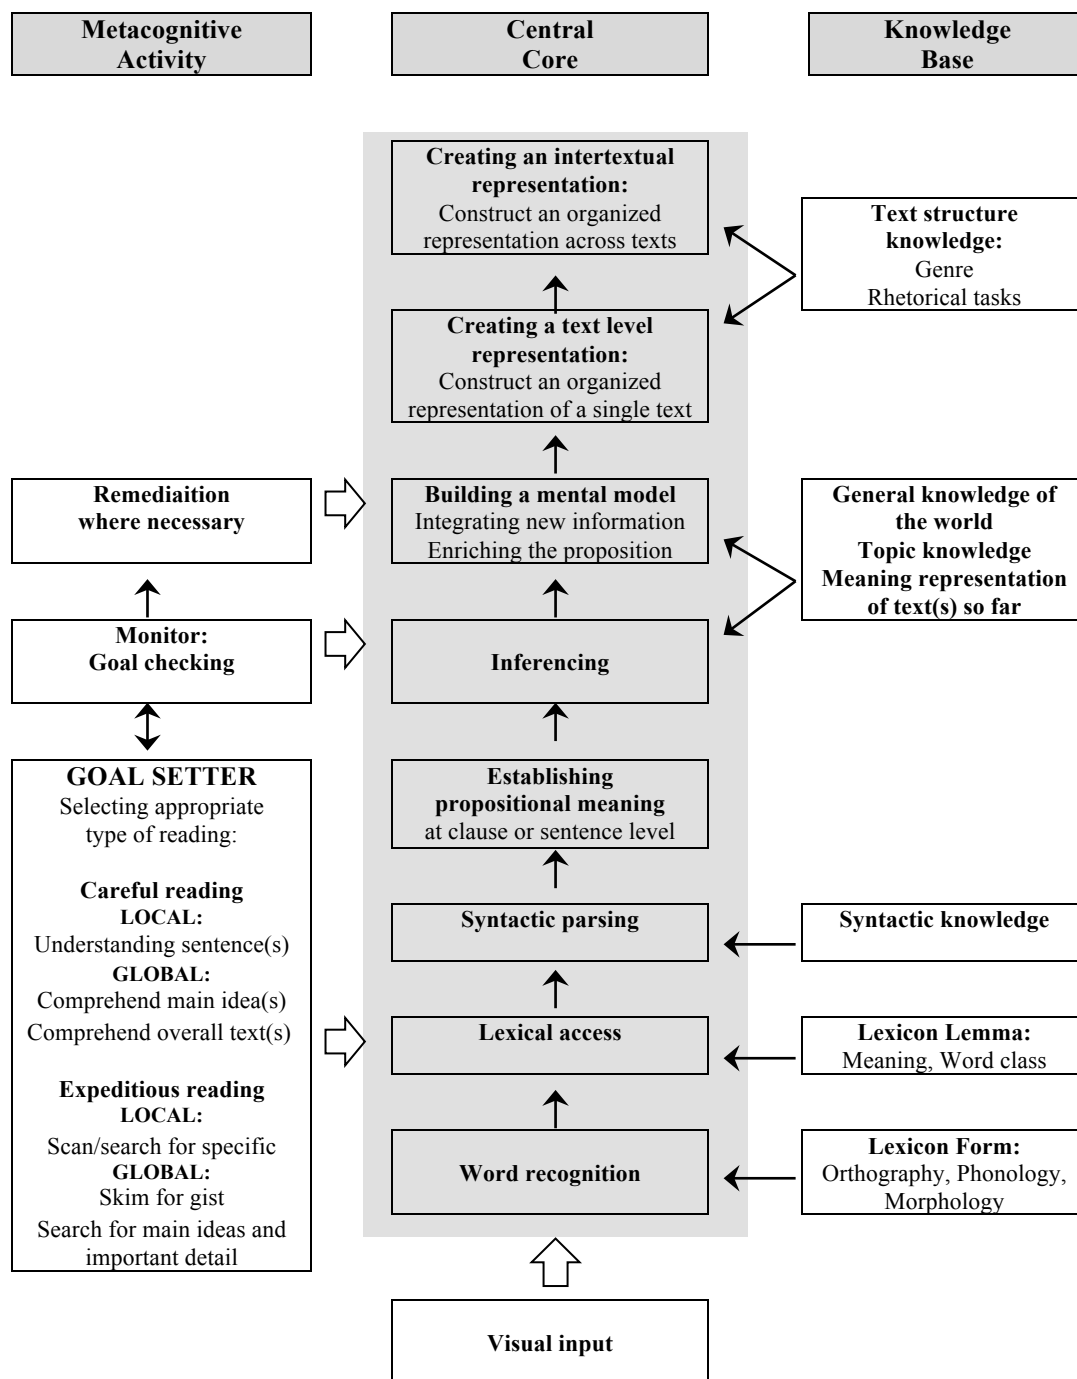 Metacognitive
Activity
Central
Core
Knowledge
Base
Creating an intertextual
representation:
Construct an organized
representation across texts
Text structure
knowledge:
Genre
Rhetorical tasks
Creating a text level
representation:
Construct an organized
representation of a single text
Remediaition
where necessary
Building a mental model
Integrating new information
Enriching the proposition
General knowledge of
the world
Topic knowledge
Meaning representation
of text(s) so far
Monitor:
Goal checking
Inferencing
GOAL SETTER
Selecting appropriate
type of reading:
Careful reading
LOCAL:
Understanding sentence(s)
GLOBAL:
Comprehend main idea(s)
Comprehend overall text(s)
Expeditious reading
LOCAL:
Scan/search for specific
GLOBAL:
Skim for gist
Search for main ideas and
important detail
Establishing
propositional meaning
at clause or sentence level
Syntactic parsing
Syntactic knowledge
Lexical access
Lexicon Lemma:
Meaning, Word class
Word recognition
Lexicon Form:
Orthography, Phonology,
Morphology
Visual input